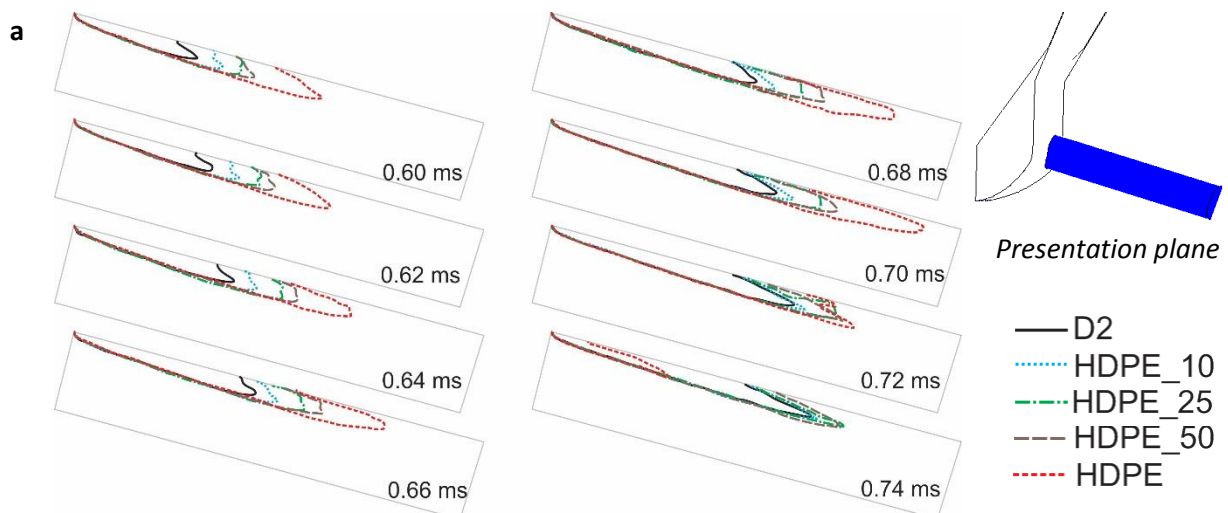 a
0.60 ms
0.62 ms
0.64 ms
0.66 ms
0.68 ms
0.70 ms
0.72 ms
0.74 ms
Presentation plane
D2
HDPE_10
HDPE_25
HDPE_50
HDPE